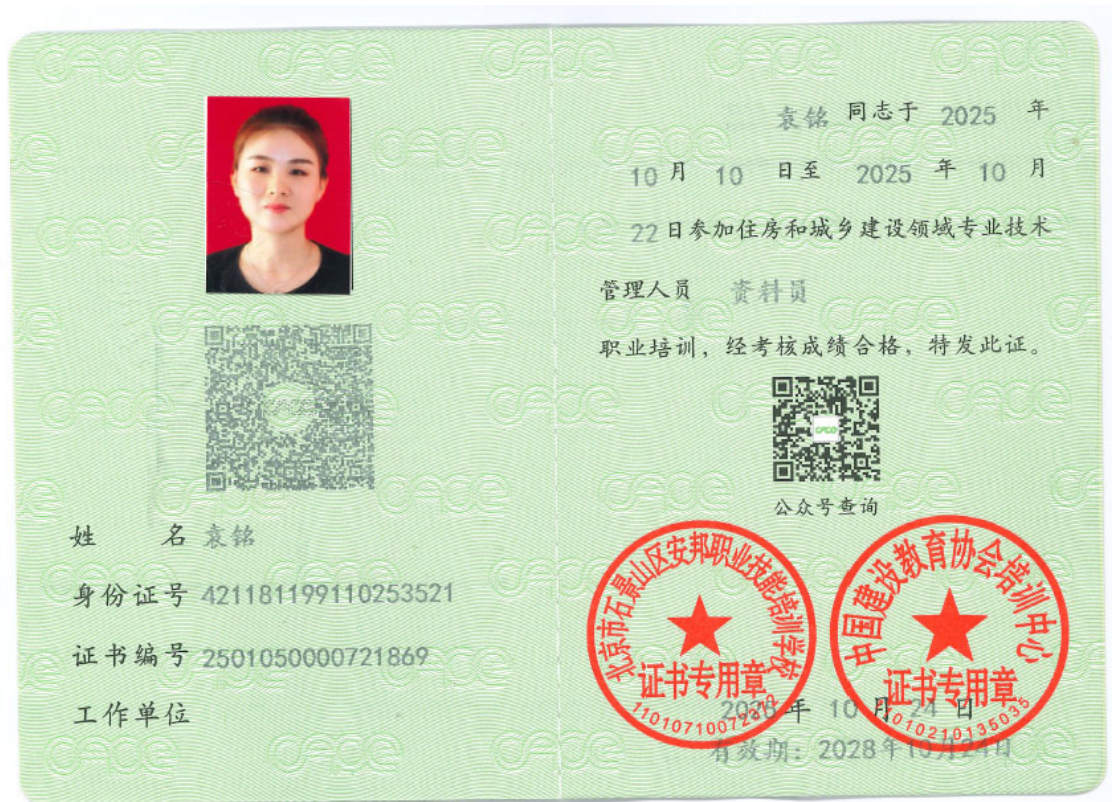 姓 名 袁铭
身份证号 421181199110253521
证书编号 2501050000721869
工作单位
袁铭 同志于 2025 年
10 月 10 日至 2025 年 10 月
22 日参加住房和城乡建设领域专业技术
管理人员 资料员
职业培训，经考核成绩合格，特发此证。
公众号查询
北京市石景山区安邦职业技能培训学校
证书专用章
中国建设教育协会培训中心
证书专用章
11010210135035
2025 年 10 月 24 日
有效期：2028年10月24日